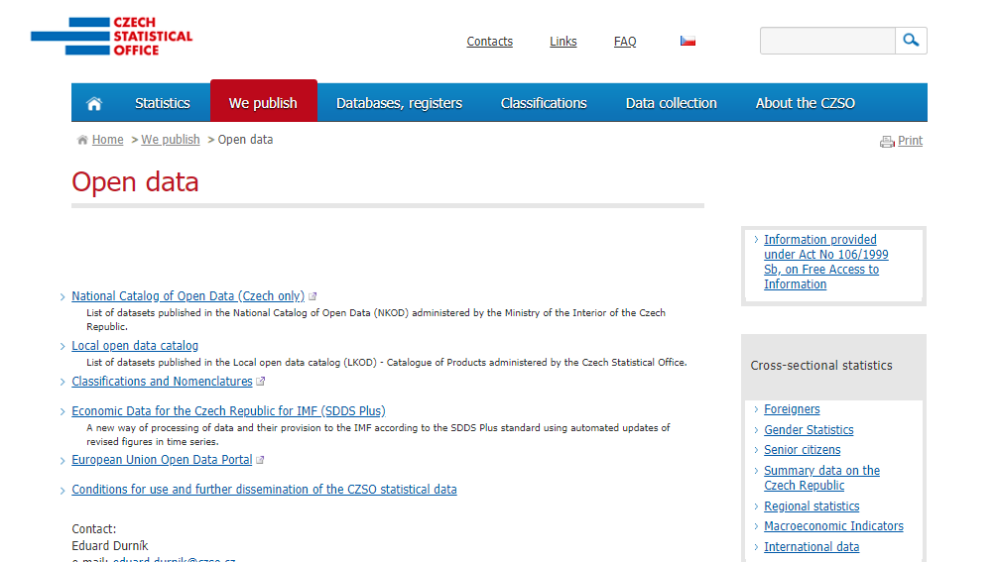 CZECH
STATISTICAL
OFFICE
Contacts
Links
FAQ
Statistics
We publish
Databases, registers
Classifications
Data collection
About the CZSO
Home > We publish > Open data
Print
Open data
National Catalog of Open Data (Czech only)
List of datasets published in the National Catalog of Open Data (NKOD) administered by the Ministry of the Interior of the Czech
Republic.
Local open data catalog
List of datasets published in the Local open data catalog (LKOD) - Catalogue of Products administered by the Czech Statistical Office.
Classifications and Nomenclatures
Economic Data for the Czech Republic for IMF (SDDS Plus)
A new way of processing of data and their provision to the IMF according to the SDDS Plus standard using automated updates of
revised figures in time series.
European Union Open Data Portal
Conditions for use and further dissemination of the CZSO statistical data
Contact:
Eduard Durník
e-mail: eduard.durnik@czso.cz
Information provided
under Act No 106/1999
Sb, on Free Access to
Information
Cross-sectional statistics
Foreigners
Gender Statistics
Senior citizens
Summary data on the
Czech Republic
Regional statistics
Macroeconomic Indicators
International data